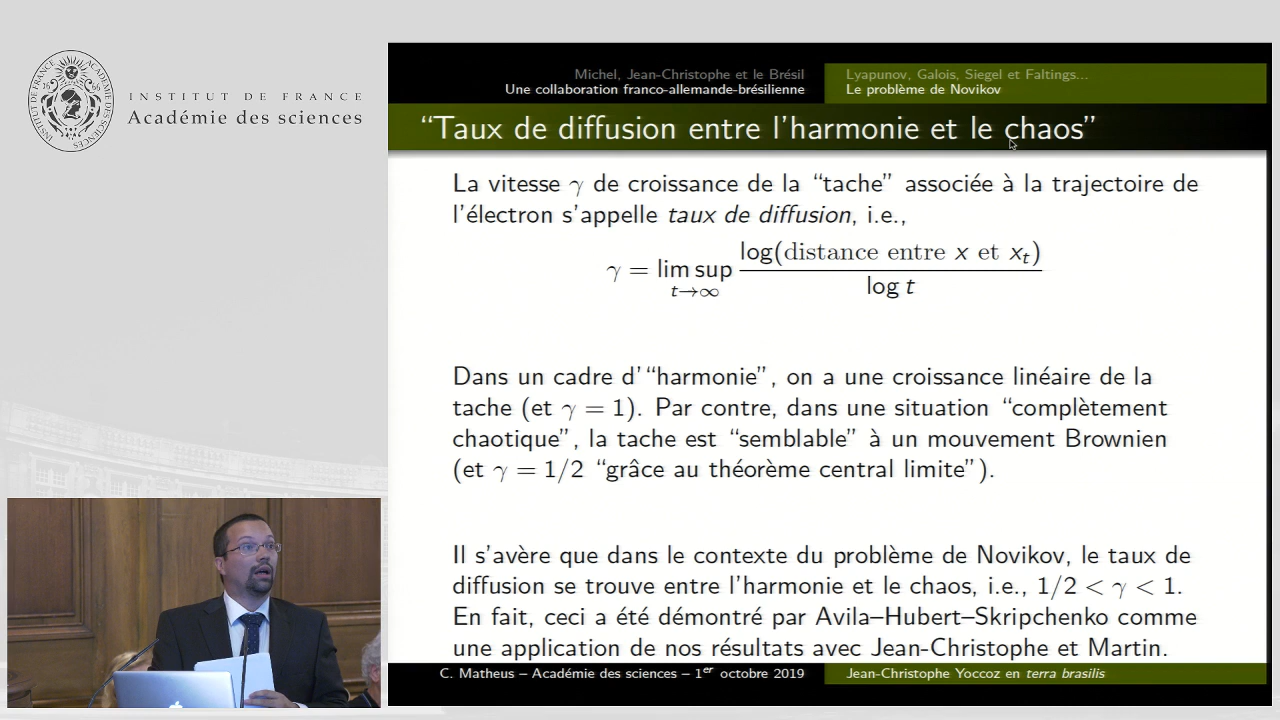 INSTITUT DE FRANCE
Académie des sciences
Michel, Jean-Christophe et le Brésil
Une collaboration franco-allemande-brésilienne
Lyapunov, Galois, Siegel et Faltings...
Le problème de Novikov
“Taux de diffusion entre l’harmonie et le chaos”
La vitesse γ de croissance de la “tache” associée à la trajectoire de
l’électron s’appelle taux de diffusion, i.e.,
γ = lim sup t→∞ log(distance entre x et x_t) / log t
Dans un cadre d’“harmonie”, on a une croissance linéaire de la
tache (et γ = 1). Par contre, dans une situation “complètement
chaotique”, la tache est “semblable” à un mouvement Brownien
(et γ = 1/2 “grâce au théorème central limite”).
Il s’avère que dans le contexte du problème de Novikov, le taux de
diffusion se trouve entre l’harmonie et le chaos, i.e., 1/2 < γ < 1.
En fait, ceci a été démontré par Avila–Hubert–Skripchenko comme
une application de nos résultats avec Jean-Christophe et Martin.
C. Matheus – Académie des sciences – 1er octobre 2019
Jean-Christophe Yoccoz en terra brasilis